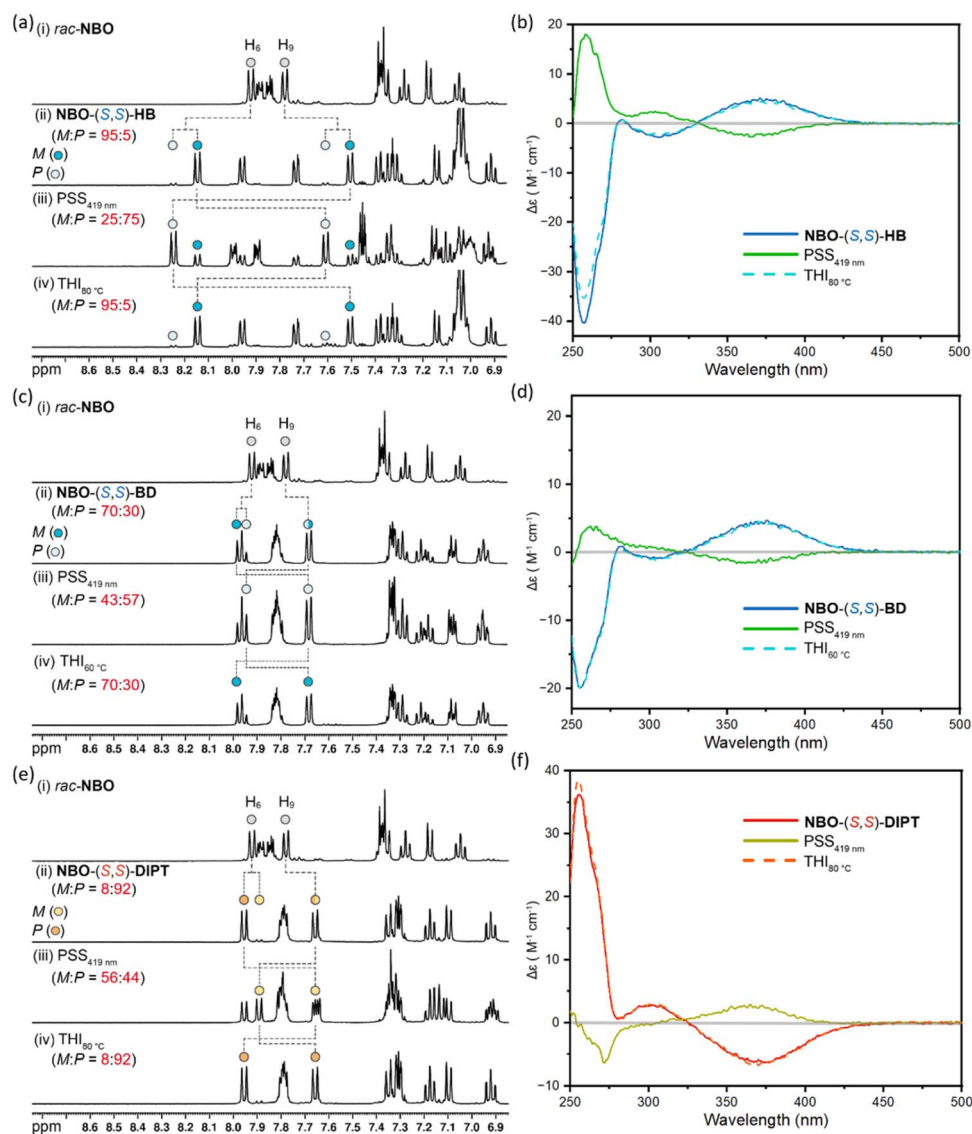 (a)
(i) rac-NBO
H6
H9
(ii) NBO-(S,S)-HB
(M:P = 95:5)
M ( )
P ( )
(iii) PSS419 nm
(M:P = 25:75)
(iv) THI80 °C
(M:P = 95:5)
ppm 8.6 8.5 8.4 8.3 8.2 8.1 8.0 7.9 7.8 7.7 7.6 7.5 7.4 7.3 7.2 7.1 7.0 6.9
(b)
20
10
0
−10
−20
−30
−40
Δε ( M−1 cm−1)
NBO-(S,S)-HB
PSS419 nm
THI80 °C
250 300 350 400 450 500
Wavelength (nm)
(c)
(i) rac-NBO
H6
H9
(ii) NBO-(S,S)-BD
(M:P = 70:30)
M ( )
P ( )
(iii) PSS419 nm
(M:P = 43:57)
(iv) THI60 °C
(M:P = 70:30)
ppm 8.6 8.5 8.4 8.3 8.2 8.1 8.0 7.9 7.8 7.7 7.6 7.5 7.4 7.3 7.2 7.1 7.0 6.9
(d)
20
10
0
−10
−20
Δε ( M−1 cm−1)
NBO-(S,S)-BD
PSS419 nm
THI60 °C
250 300 350 400 450 500
Wavelength (nm)
(e)
(i) rac-NBO
H6
H9
(ii) NBO-(S,S)-DIPT
(M:P = 8:92)
M ( )
P ( )
(iii) PSS419 nm
(M:P = 56:44)
(iv) THI80 °C
(M:P = 8:92)
ppm 8.6 8.5 8.4 8.3 8.2 8.1 8.0 7.9 7.8 7.7 7.6 7.5 7.4 7.3 7.2 7.1 7.0 6.9
(f)
40
30
20
10
0
−10
Δε ( M−1 cm−1)
NBO-(S,S)-DIPT
PSS419 nm
THI80 °C
250 300 350 400 450 500
Wavelength (nm)